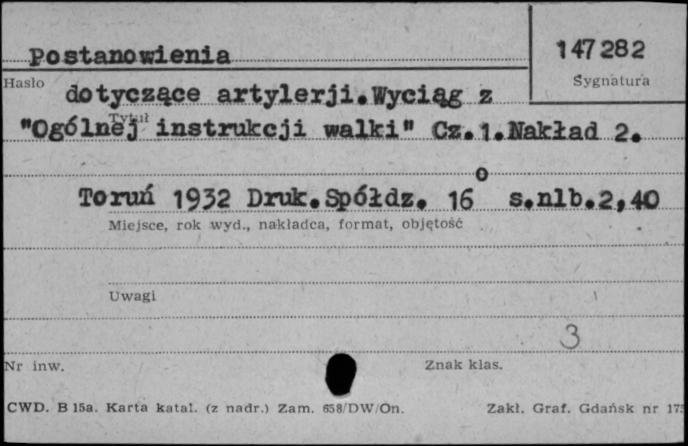 Postanowienia
147282
Hasło
Sygnatura
dotyczące artylerji.Wyciąg z
Tytuł
"Ogólnej instrukcji walki" Cz.1.Nakład 2.
Toruń 1932 Druk.Spółdz. 16° s.nlb.2,40
Miejsce, rok wyd., nakładca, format, objętość
Uwagi
3
Nr inw.
Znak klas.
CWD. B 15a. Karta katal. (z nadr.) Zam. 658/DW/On.
Zakł. Graf. Gdańsk nr